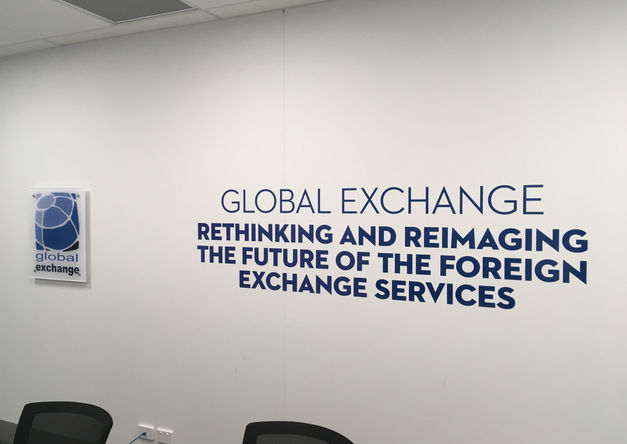 GLOBAL EXCHANGE
RETHINKING AND REIMAGING
THE FUTURE OF THE FOREIGN
EXCHANGE SERVICES
global
exchange